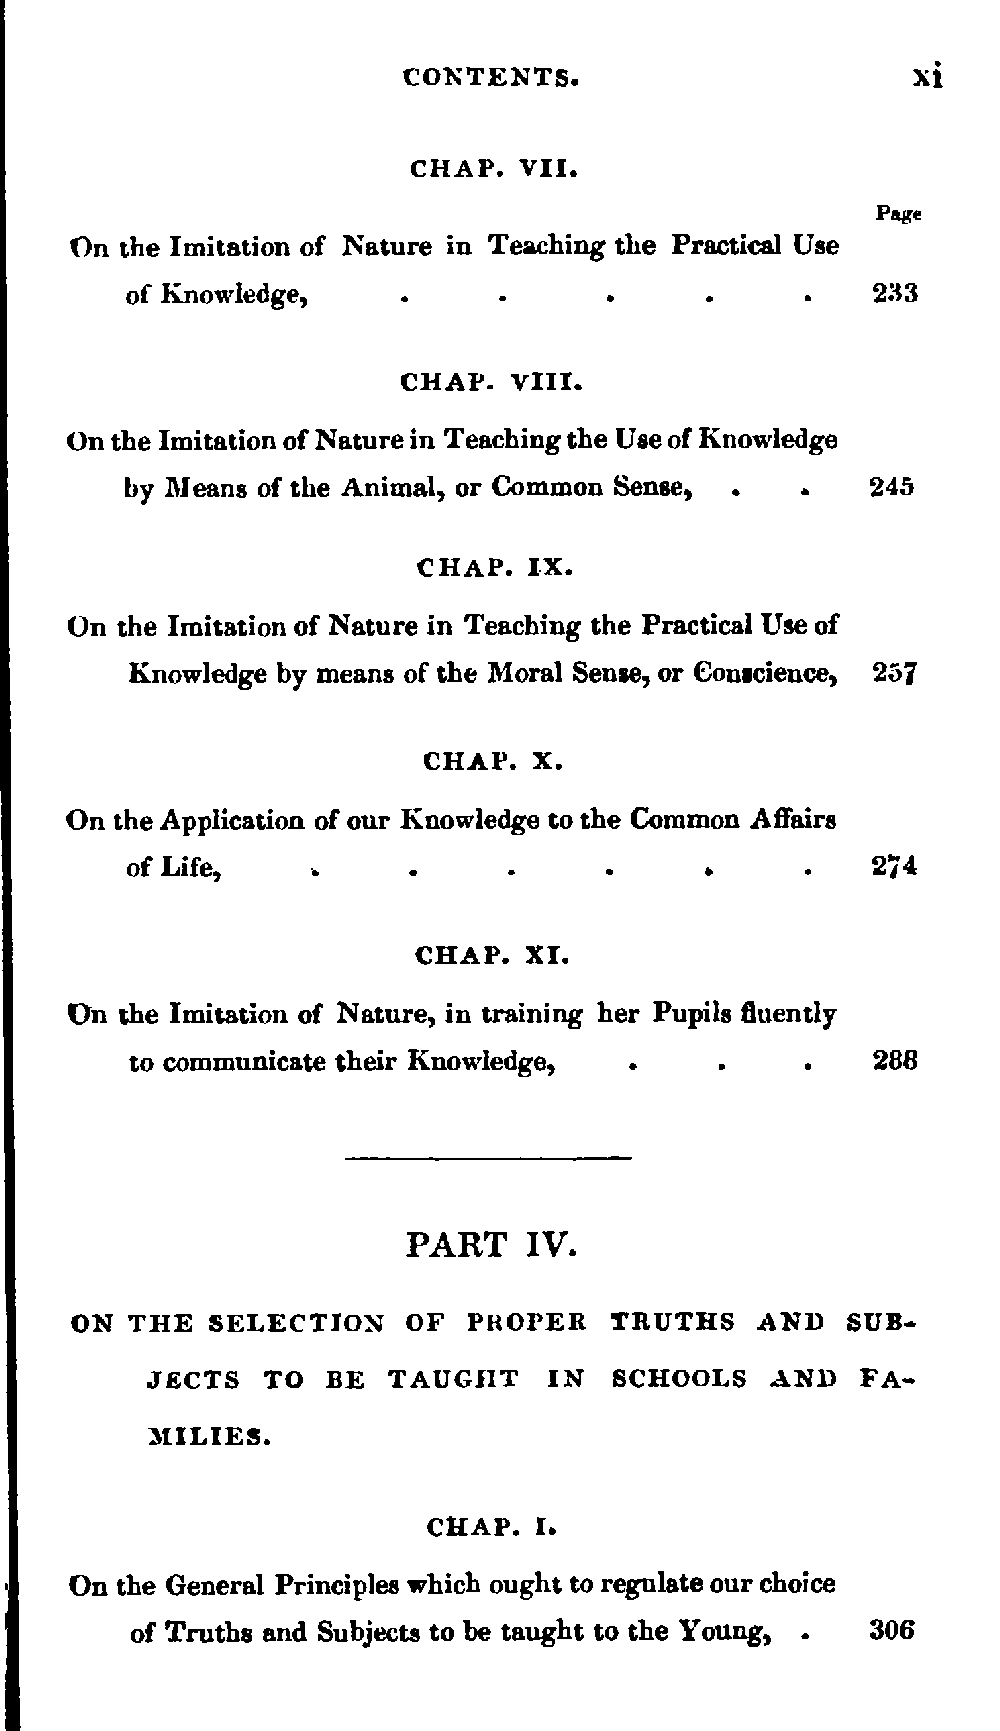 CONTENTS. xi
CHAP. VII.
Page
On the Imitation of Nature in Teaching the Practical Use
of Knowledge, . . . . . 233
CHAP. VIII.
On the Imitation of Nature in Teaching the Use of Knowledge
by Means of the Animal, or Common Sense, . . 245
CHAP. IX.
On the Imitation of Nature in Teaching the Practical Use of
Knowledge by means of the Moral Sense, or Conscience, 257
CHAP. X.
On the Application of our Knowledge to the Common Affairs
of Life, . . . . . . 274
CHAP. XI.
On the Imitation of Nature, in training her Pupils fluently
to communicate their Knowledge, . . . 288
PART IV.
ON THE SELECTION OF PROPER TRUTHS AND SUB-
JECTS TO BE TAUGHT IN SCHOOLS AND FA-
MILIES.
CHAP. I.
On the General Principles which ought to regulate our choice
of Truths and Subjects to be taught to the Young, . 306